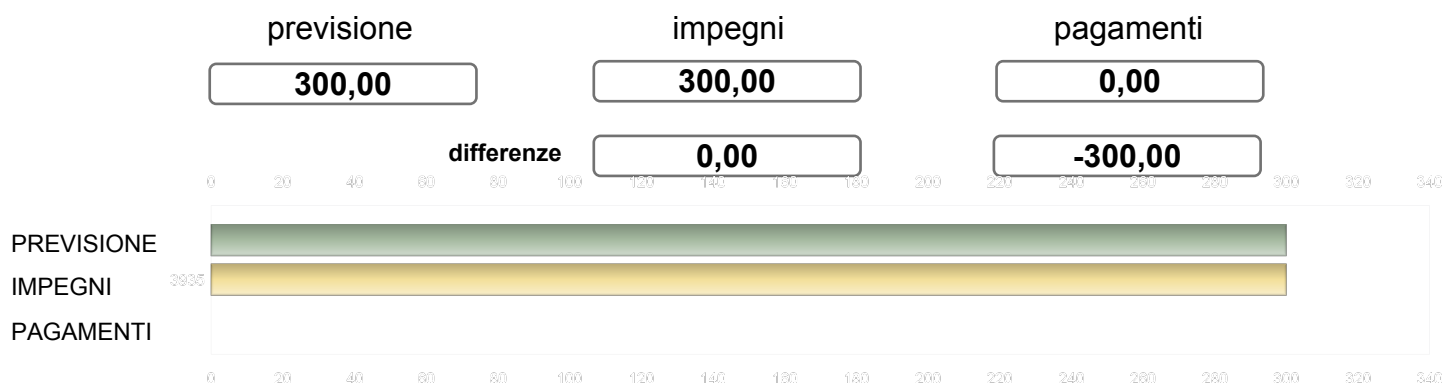 previsione impegni pagamenti
300,00 300,00 0,00
differenze 0,00 -300,00
0 20 40 60 80 100 120 140 160 180 200 220 240 260 280 300 320 340
PREVISIONE
IMPEGNI 3935
PAGAMENTI
0 20 40 60 80 100 120 140 160 180 200 220 240 260 280 300 320 340